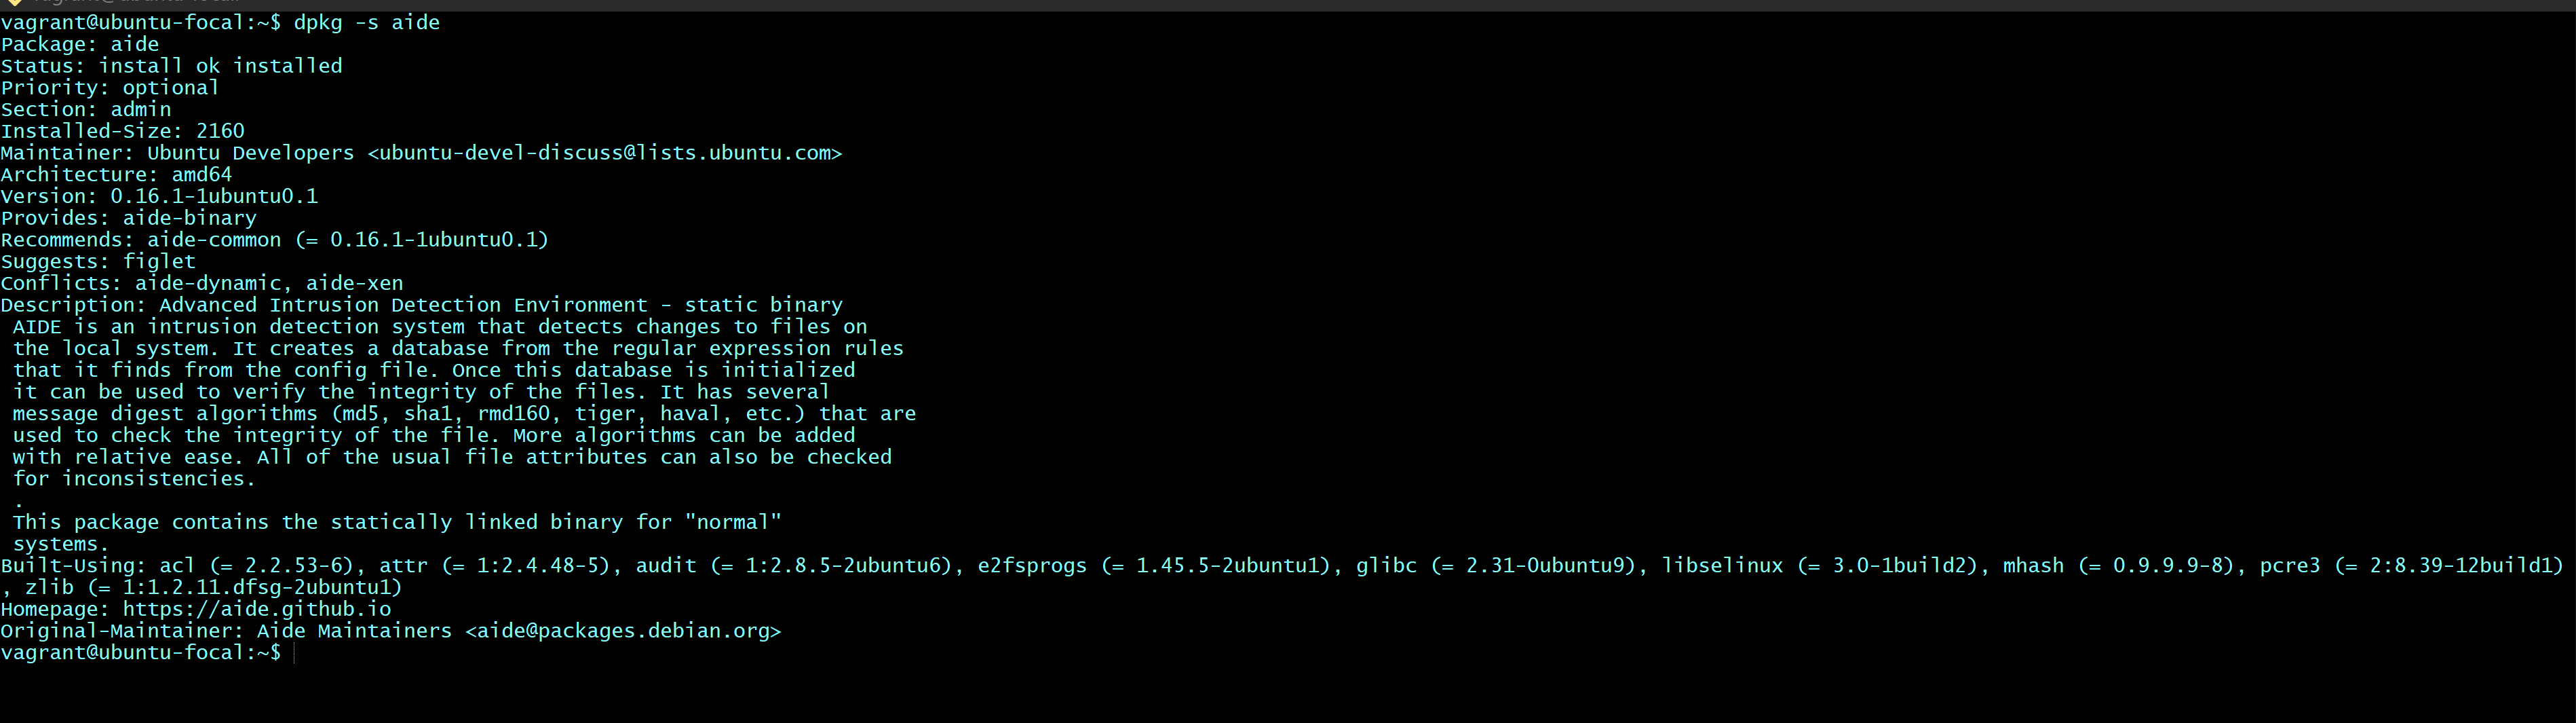 vagrant@ubuntu-focal:~$ dpkg -s aide
Package: aide
Status: install ok installed
Priority: optional
Section: admin
Installed-Size: 2160
Maintainer: Ubuntu Developers <ubuntu-devel-discuss@lists.ubuntu.com>
Architecture: amd64
Version: 0.16.1-1ubuntu0.1
Provides: aide-binary
Recommends: aide-common (= 0.16.1-1ubuntu0.1)
Suggests: figlet
Conflicts: aide-dynamic, aide-xen
Description: Advanced Intrusion Detection Environment - static binary
 AIDE is an intrusion detection system that detects changes to files on
 the local system. It creates a database from the regular expression rules
 that it finds from the config file. Once this database is initialized
 it can be used to verify the integrity of the files. It has several
 message digest algorithms (md5, sha1, rmd160, tiger, haval, etc.) that are
 used to check the integrity of the file. More algorithms can be added
 with relative ease. All of the usual file attributes can also be checked
 for inconsistencies.
 .
 This package contains the statically linked binary for "normal"
 systems.
Built-Using: acl (= 2.2.53-6), attr (= 1:2.4.48-5), audit (= 1:2.8.5-2ubuntu6), e2fsprogs (= 1.45.5-2ubuntu1), glibc (= 2.31-0ubuntu9), libselinux (= 3.0-1build2), mhash (= 0.9.9.9-8), pcre3 (= 2:8.39-12build1)
, zlib (= 1:1.2.11.dfsg-2ubuntu1)
Homepage: https://aide.github.io
Original-Maintainer: Aide Maintainers <aide@packages.debian.org>
vagrant@ubuntu-focal:~$